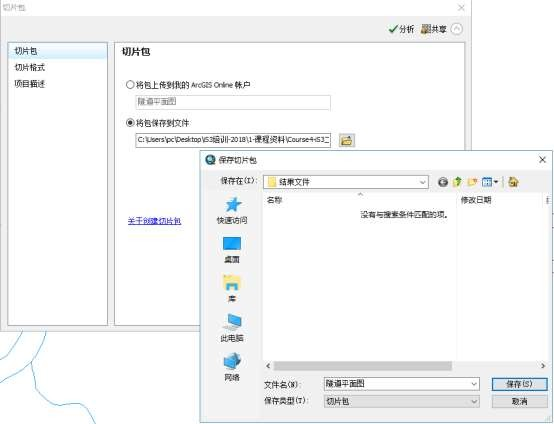 切片包
分析 共享
切片包
切片格式
项目描述
切片包
将包上传到我的 ArcGIS Online 帐户
隧道平面图
将包保存到文件
C:\Users\pc\Desktop\S3培训-2018\1-课程资料\Course4-S3_
关于创建切片包
保存切片包
保存在(I):
结果文件
名称
修改日期
没有与搜索条件匹配的项。
快速访问
桌面
库
此电脑
网络
文件名(N):
隧道平面图
保存(S)
保存类型(T):
切片包
取消